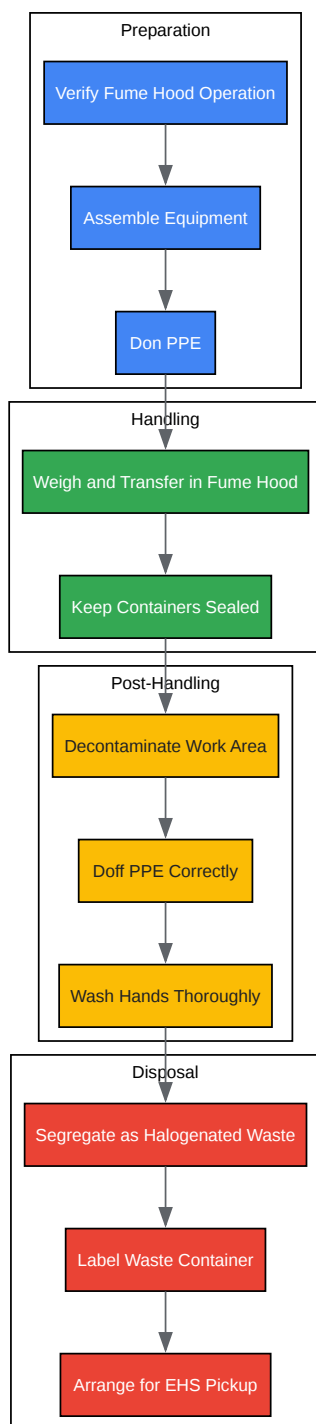 Preparation
Verify Fume Hood Operation
Assemble Equipment
Don PPE
Handling
Weigh and Transfer in Fume Hood
Keep Containers Sealed
Post-Handling
Decontaminate Work Area
Doff PPE Correctly
Wash Hands Thoroughly
Disposal
Segregate as Halogenated Waste
Label Waste Container
Arrange for EHS Pickup